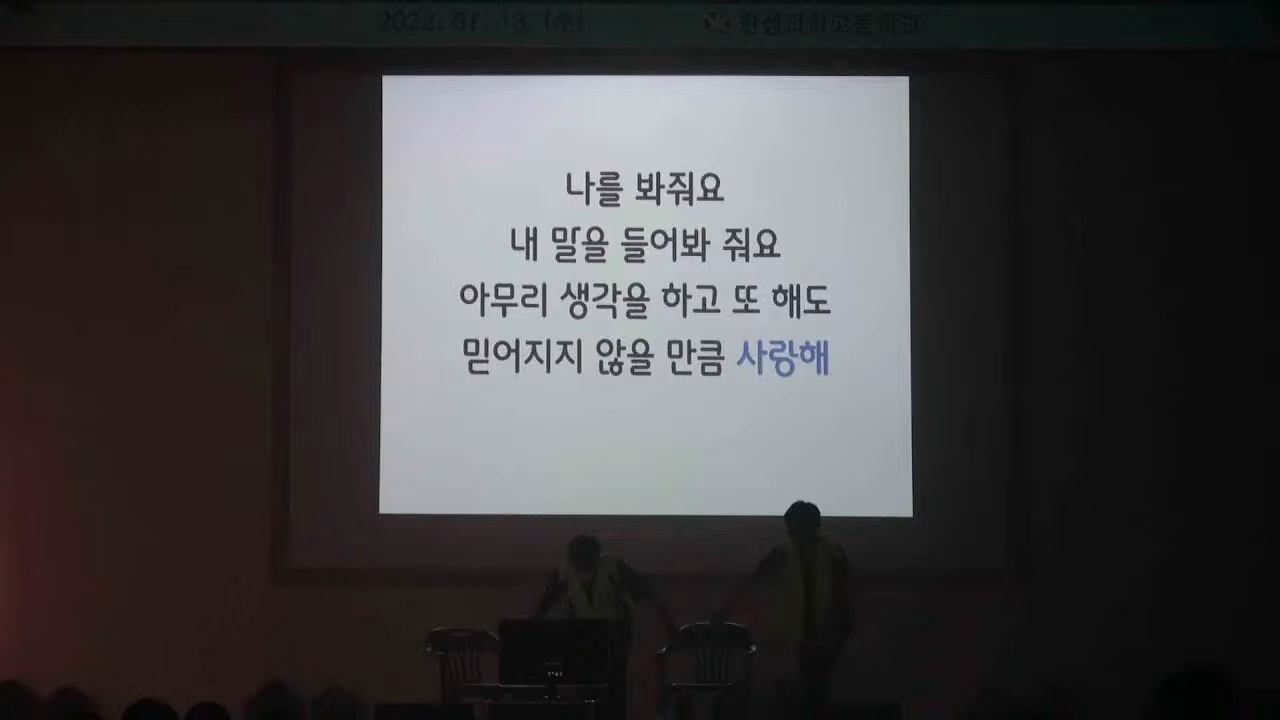 나를 봐줘요
내 말을 들어봐 줘요
아무리 생각을 하고 또 해도
믿어지지 않을 만큼 사랑해